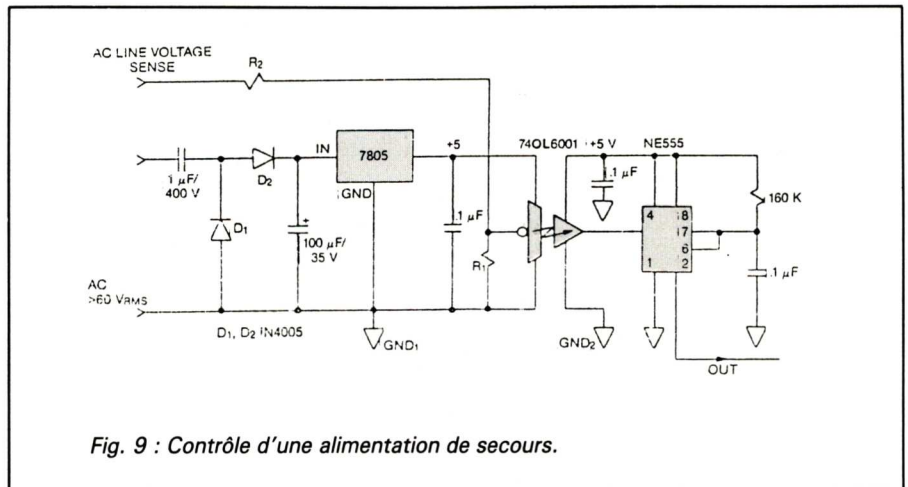 AC LINE VOLTAGE
SENSE
R2
+5
74OL6001
+5 V
NE555
IN
7805
GND
1 µF/
400 V
D2
D1
100 µF/
35 V
.1 µF
R1
.1 µF
4
8
7
6
1
2
160 K
.1 µF
AC
>60 VRMS
D1, D2 IN4005
GND1
GND2
OUT
Fig. 9 : Contrôle d'une alimentation de secours.